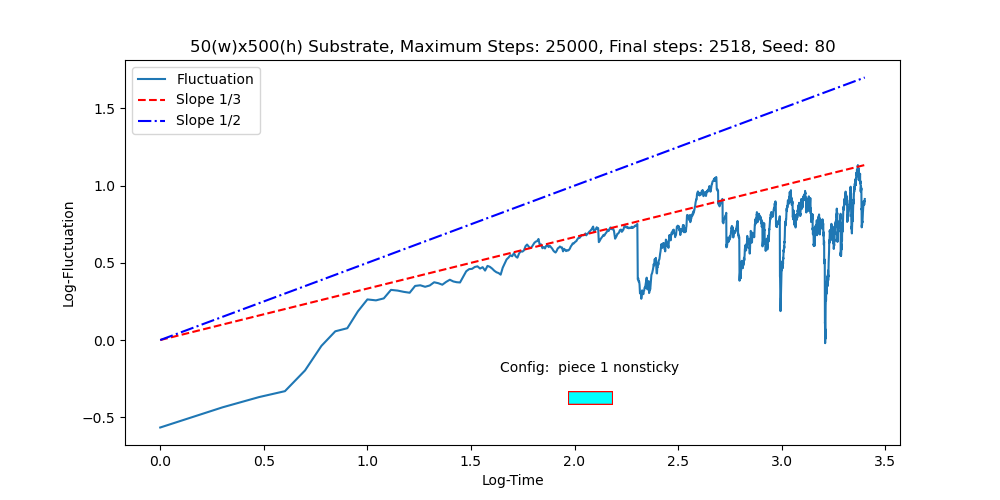 50(w)x500(h) Substrate, Maximum Steps: 25000, Final steps: 2518, Seed: 80
Fluctuation
Slope 1/3
Slope 1/2
Log-Fluctuation
1.5
1.0
0.5
0.0
−0.5
Config:  piece 1 nonsticky
0.0 0.5 1.0 1.5 2.0 2.5 3.0 3.5
Log-Time